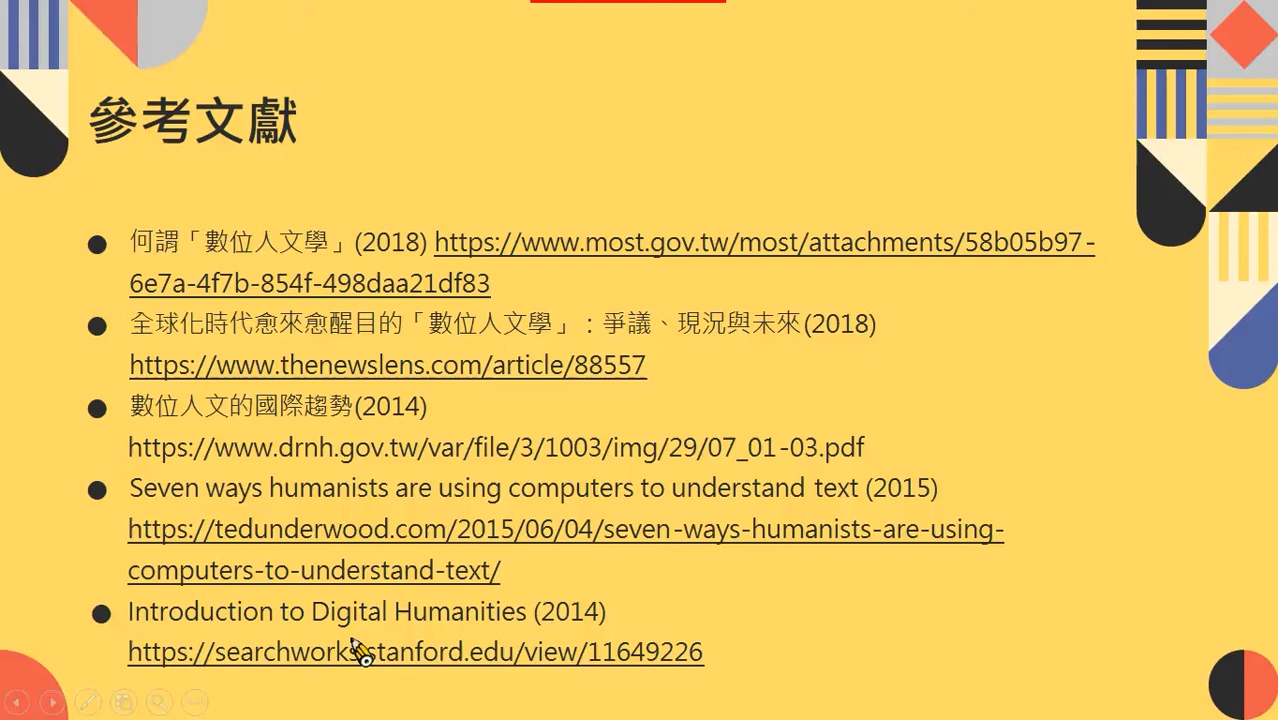 參考文獻
何謂「數位人文學」(2018) https://www.most.gov.tw/most/attachments/58b05b97-
6e7a-4f7b-854f-498daa21df83
全球化時代愈來愈醒目的「數位人文學」：爭議、現況與未來(2018)
https://www.thenewslens.com/article/88557
數位人文的國際趨勢(2014)
https://www.drnh.gov.tw/var/file/3/1003/img/29/07_01-03.pdf
Seven ways humanists are using computers to understand text (2015)
https://tedunderwood.com/2015/06/04/seven-ways-humanists-are-using-
computers-to-understand-text/
Introduction to Digital Humanities (2014)
https://searchworks.stanford.edu/view/11649226